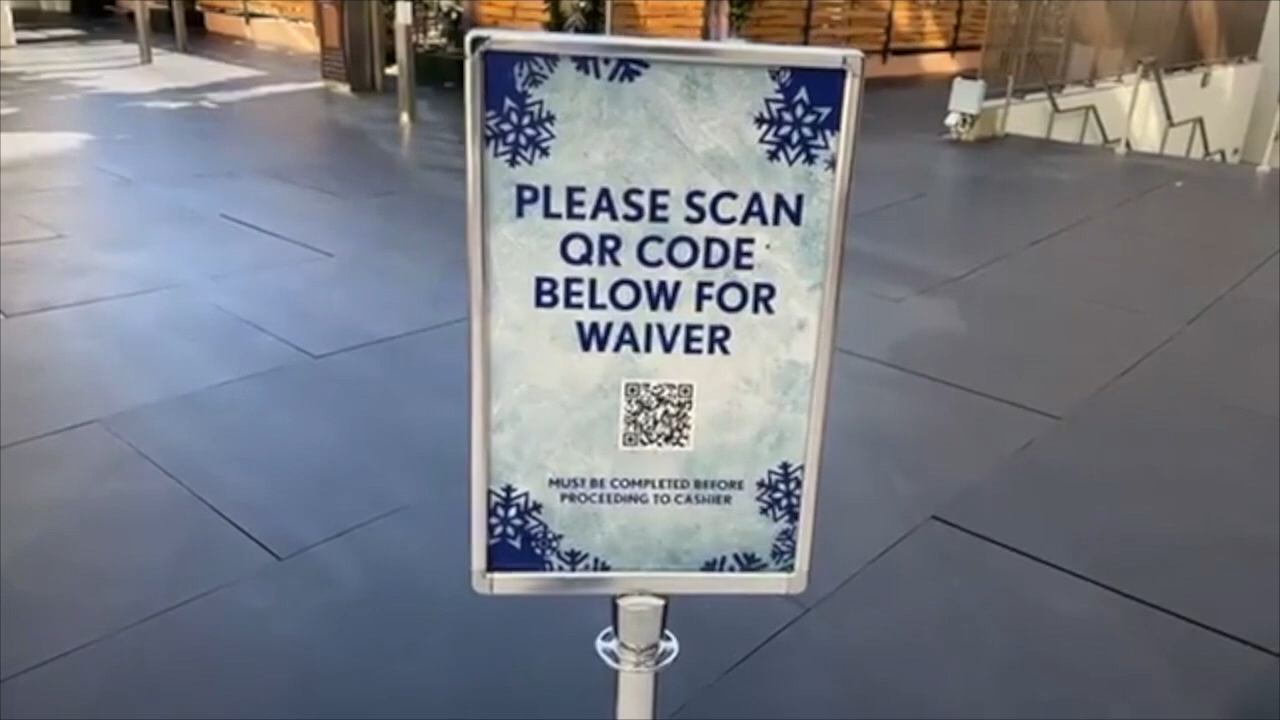 PLEASE SCAN
QR CODE
BELOW FOR
WAIVER
MUST BE COMPLETED BEFORE
PROCEEDING TO CASHIER